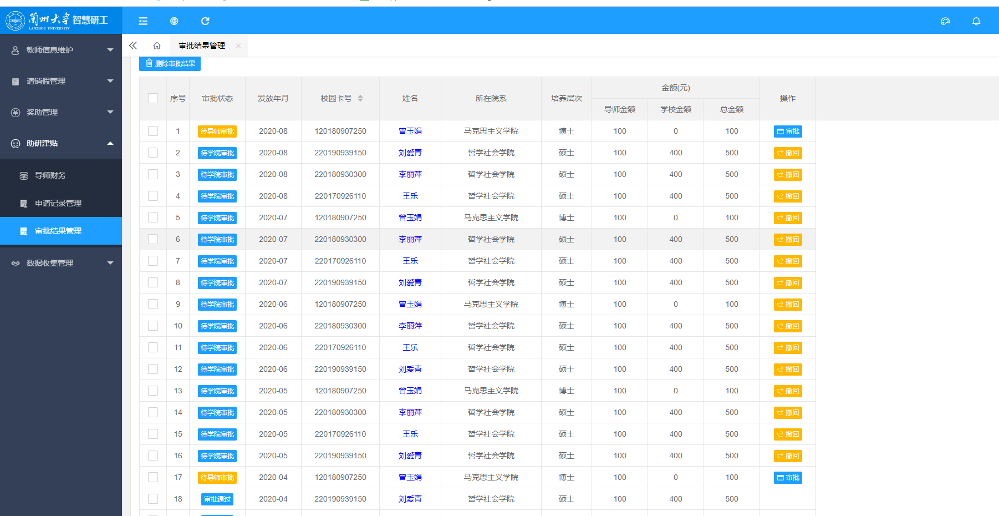 兰州大学 智慧研工
LANZHOU UNIVERSITY
教师信息维护
请销假管理
奖助管理
助研津贴
导师财务
申请记录管理
审批结果管理
数据收集管理
审批结果管理 ×
删除审批结果
序号 审批状态 发放年月 校园卡号 姓名 所在院系 培养层次 金额(元) 操作
导师金额 学校金额 总金额
1 待导师审批 2020-08 120180907250 曾玉娟 马克思主义学院 博士 100 0 100 审批
2 待学院审批 2020-08 220190939150 刘爱青 哲学社会学院 硕士 100 400 500 撤回
3 待学院审批 2020-08 220180930300 李丽萍 哲学社会学院 硕士 100 400 500 撤回
4 待学院审批 2020-08 220170926110 王乐 哲学社会学院 硕士 100 400 500 撤回
5 待学院审批 2020-07 120180907250 曾玉娟 马克思主义学院 博士 100 0 100 撤回
6 待学院审批 2020-07 220180930300 李丽萍 哲学社会学院 硕士 100 400 500 撤回
7 待学院审批 2020-07 220170926110 王乐 哲学社会学院 硕士 100 400 500 撤回
8 待学院审批 2020-07 220190939150 刘爱青 哲学社会学院 硕士 100 400 500 撤回
9 待学院审批 2020-06 120180907250 曾玉娟 马克思主义学院 博士 100 0 100 撤回
10 待学院审批 2020-06 220180930300 李丽萍 哲学社会学院 硕士 100 400 500 撤回
11 待学院审批 2020-06 220170926110 王乐 哲学社会学院 硕士 100 400 500 撤回
12 待学院审批 2020-06 220190939150 刘爱青 哲学社会学院 硕士 100 400 500 撤回
13 待学院审批 2020-05 120180907250 曾玉娟 马克思主义学院 博士 100 0 100 撤回
14 待学院审批 2020-05 220180930300 李丽萍 哲学社会学院 硕士 100 400 500 撤回
15 待学院审批 2020-05 220170926110 王乐 哲学社会学院 硕士 100 400 500 撤回
16 待学院审批 2020-05 220190939150 刘爱青 哲学社会学院 硕士 100 400 500 撤回
17 待导师审批 2020-04 120180907250 曾玉娟 马克思主义学院 博士 100 0 100 审批
18 审批通过 2020-04 220190939150 刘爱青 哲学社会学院 硕士 100 400 500